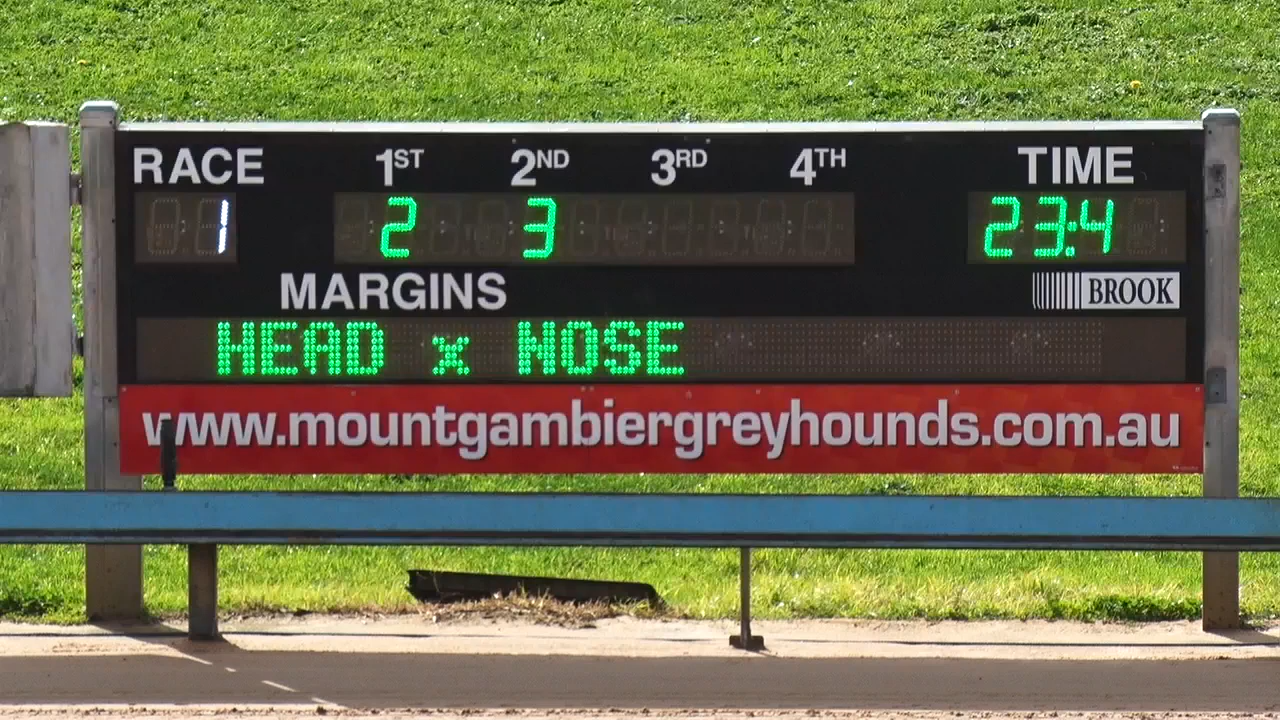 RACE 1ST 2ND 3RD 4TH TIME
1 2 3 23:4
MARGINS BROOK
HEAD x NOSE
www.mountgambiergreyhounds.com.au